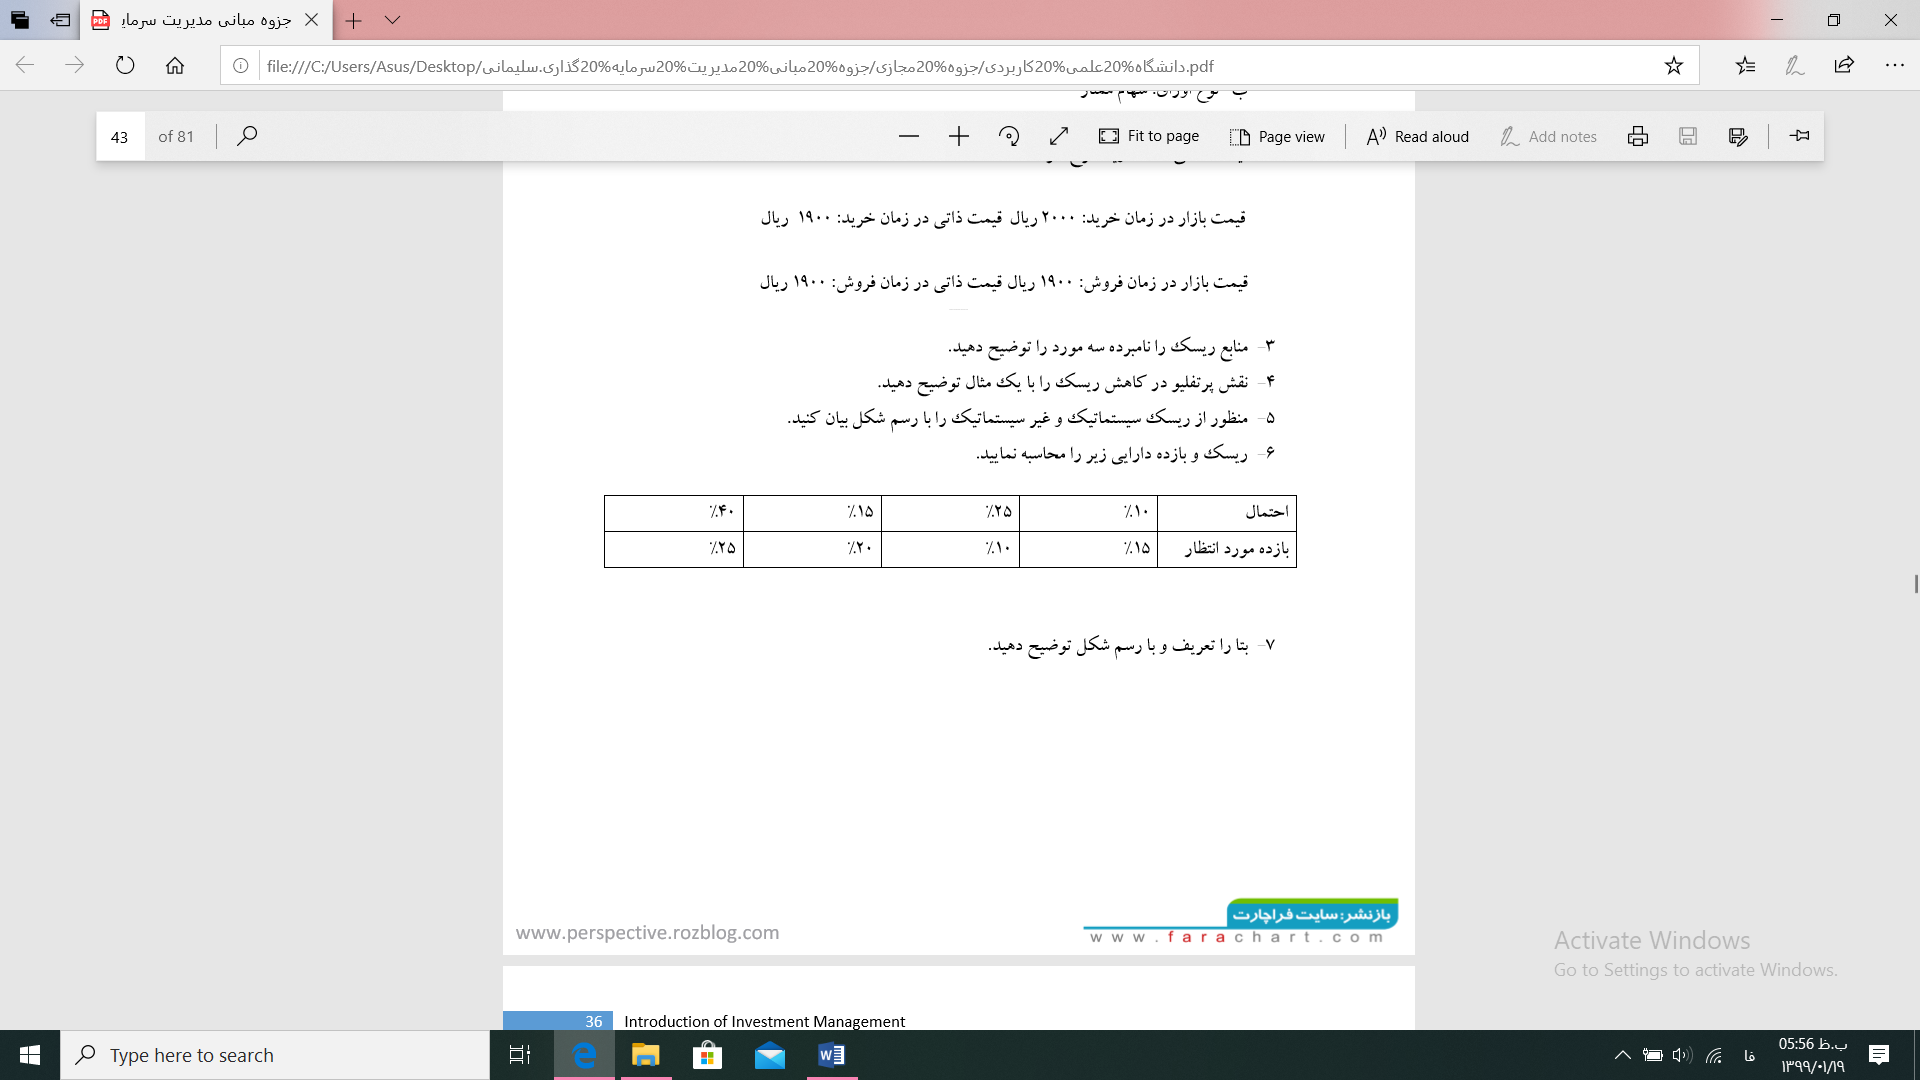 جزوه مبانی مدیریت سرمای
file:///C:/Users/Asus/Desktop/دانشگاه%20علمی%20کاربردی/جزوه%20مجازی/جزوه%20مبانی%20مدیریت%20سرمایه%20گذاری.سلیمانی.pdf
43 of 81
Fit to page Page view Read aloud Add notes
قیمت بازار در زمان خرید: ۲۰۰۰ ریال قیمت ذاتی در زمان خرید: ۱۹۰۰ ریال
قیمت بازار در زمان فروش: ۱۹۰۰ ریال قیمت ذاتی در زمان فروش: ۱۹۰۰ ریال
۳- منابع ریسک را نامبرده سه مورد را توضیح دهید.
۴- نقش پرتفلیو در کاهش ریسک را با یک مثال توضیح دهید.
۵- منظور از ریسک سیستماتیک و غیر سیستماتیک را با رسم شکل بیان کنید.
۶- ریسک و بازده دارایی زیر را محاسبه نمایید.
احتمال ۱۰٪ ۲۵٪ ۱۵٪ ۴۰٪
بازده مورد انتظار ۱۵٪ ۱۰٪ ۲۰٪ ۲۵٪
۷- بتا را تعریف و با رسم شکل توضیح دهید.
بازنشر: سایت فراچارت
www.farachart.com
www.perspective.rozblog.com
Activate Windows
Go to Settings to activate Windows.
36 Introduction of Investment Management
Type here to search
فا
05:56 ب.ظ
۱۳۹۹/۰۱/۱۹